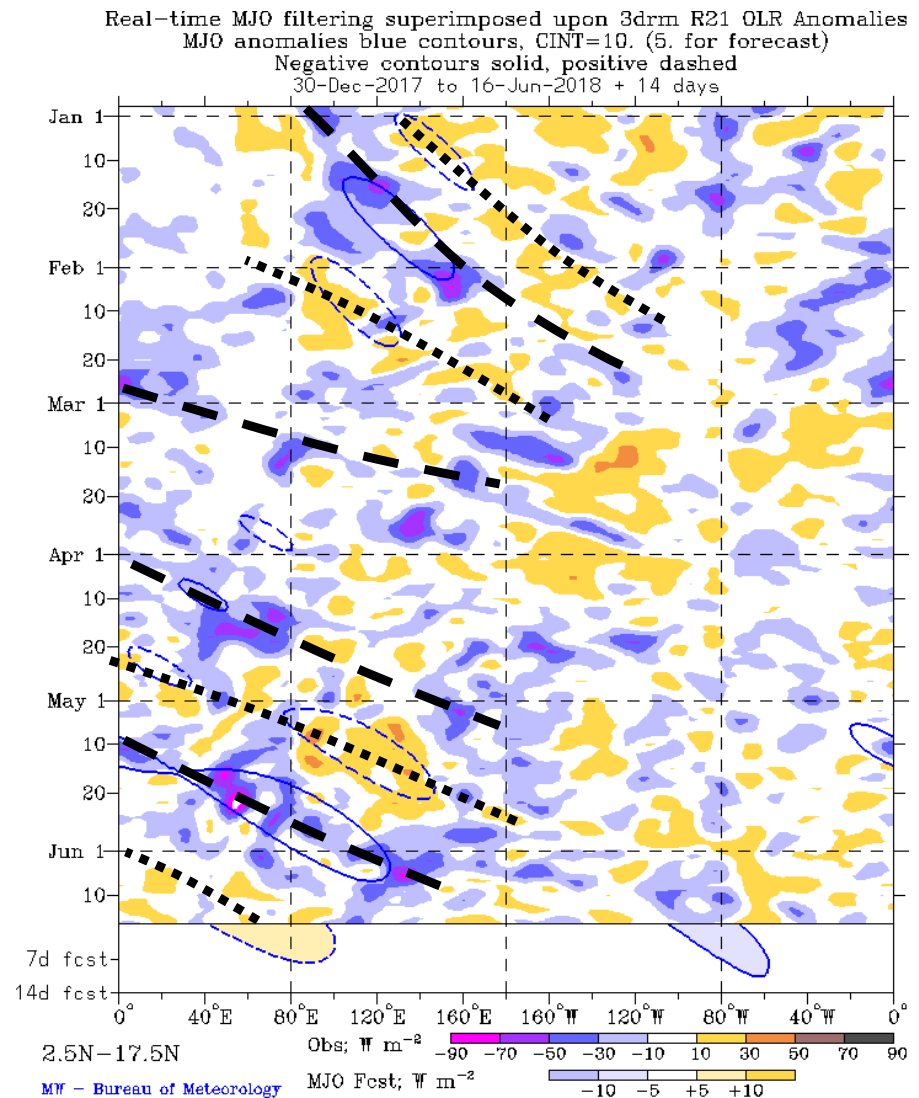 Real-time MJO filtering superimposed upon 3drm R21 OLR Anomalies
MJO anomalies blue contours, CINT=10. (5. for forecast)
Negative contours solid, positive dashed
30-Dec-2017 to 16-Jun-2018 + 14 days
Jan 1
10
20
Feb 1
10
20
Mar 1
10
20
Apr 1
10
20
May 1
10
20
Jun 1
10
7d fcst
14d fcst
0° 40°E 80°E 120°E 160°E 160°W 120°W 80°W 40°W 0°
2.5N-17.5N
Obs; W m-2
-90 -70 -50 -30 -10 10 30 50 70 90
MW - Bureau of Meteorology
MJO Fcst; W m-2
-10 -5 +5 +10